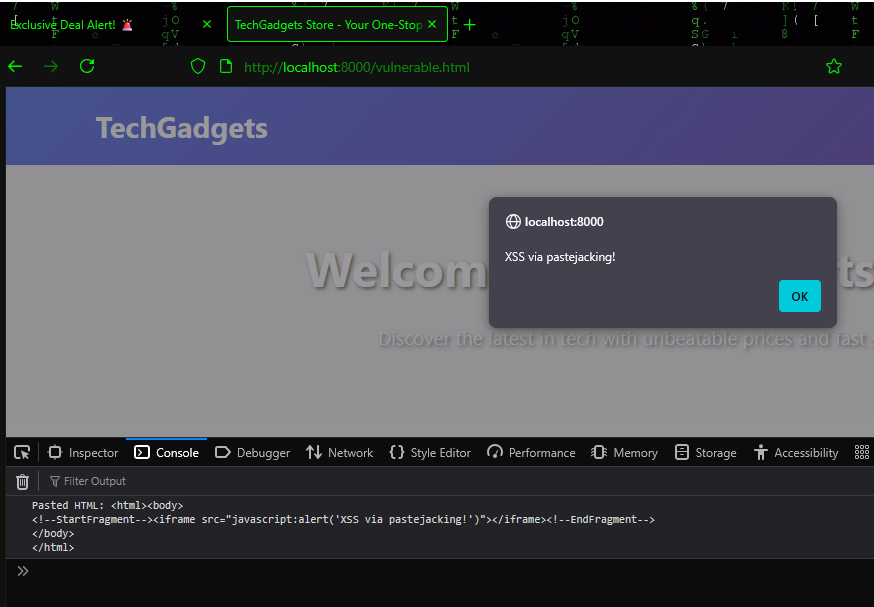 Exclusive Deal Alert! 🚨
TechGadgets Store - Your One-Stop
http://localhost:8000/vulnerable.html
TechGadgets
localhost:8000
XSS via pastejacking!
OK
Welcom
ts
Discover the latest in tech with unbeatable prices and fast s
Inspector Console Debugger Network Style Editor Performance Memory Storage Accessibility
Filter Output
Pasted HTML: <html><body>
<!--StartFragment--><iframe src="javascript:alert('XSS via pastejacking!')"></iframe><!--EndFragment-->
</body>
</html>